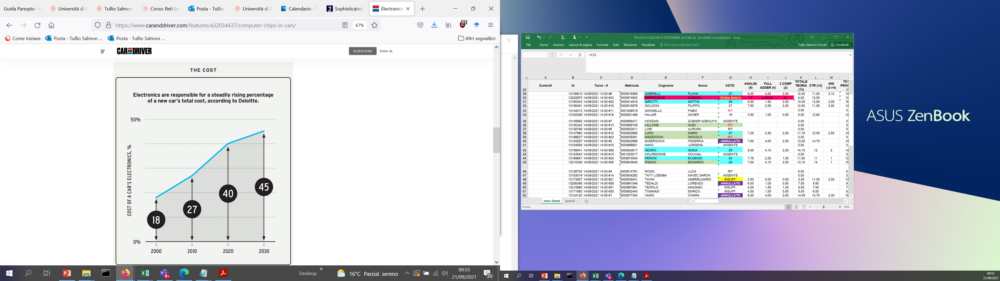 Guida Panopto - G
Università di B
Tullio Salmon
Corso: Reti Lo
Posta - Tullio S
Università di B
Calendario - T
Sophisticated
Electronics
https://www.caranddriver.com/features/a32034437/computer-chips-in-cars/
67%
11
Come iniziare
Posta - Tullio Salmon ...
Posta - Tullio Salmon ...
Altri segnalibri
CAR AND DRIVER
SUBSCRIBE
SIGN IN
THE COST
Electronics are responsible for a steadily rising percentage
of a new car's total cost, according to Deloitte.
50%
COST OF A CAR'S ELECTRONICS, %
18
27
40
45
0%
2000 2010 2020 2030
Desktop
16°C Parzial. sereno
09:55
21/09/2021
20
RISULTATI (20210914 SETTEMBRE 2021)RL.xls [modalità compatibilità] - Excel
File Home Inserisci Layout di pagina Formule Dati Revisione Visualizza Che cosa si desidera fare? Tullio Salmon Cinotti Condividi
fx =P24
A B C D E F G H I J K L M
22 Controlli Id Turno - # Matricola Cognome Nome VOTO ANALISI (8) FULL ADDER (4) 2 COMP (2) TOTALE TEORIA (15) CTR (12) ING (-2->6)
29 13136810 14/09/2021 14:00 #8 0000915569 GABRIELLI FLAVIA 27 6,00 4,00 2,00 12,00 11,00 3,10 14
30 13220970 14/09/2021 14:00 #33 0000874920 GARROUCHE ALESSIO TEORIA MANCA 17 LUGLIO 21 0,00 10,00 10
31 13180303 14/09/2021 14:00 #22 0000914916 GIROTTI MATTIA 26 6,50 1,50 2,00 10,00 13,50 2,50 16
32 13156491 14/09/2021 14:00 #16 0000915878 GOLDONI FILIPPO 27 7,50 2,50 2,00 12,00 11,50 3,00 14
33 13144313 14/09/2021 14:00 #11 0001006519 GONNELLA FABIO RIT 0,00 0,
34 13162306 14/09/2021 14:00 #18 0000921488 HAJJAR XAVIER 19 3,50 1,00 0,50 5,00 12,60 12
35 13135682 14/09/2021 14:00 #7 0000806471 HOSSAIN ZUBAER ADBHUIYA ASSENTE 0,00 0,
36 13150343 14/09/2021 14:00 #13 0000889729 LALLONE ALEX RIT 0,00 0,
37 13126769 14/09/2021 14:00 #5 0000933511 LORI AURORA RIT 0,00 0,
38 13147990 14/09/2021 14:00 #12 0000922885 LUPO DARIO 27 7,25 2,50 2,00 11,75 12,00 2,50 14
39 13188627 14/09/2021 14:00 #23 0000935091 MAZZOCCHI NICCOLÒ RIT 0,00 0,
40 13125297 14/09/2021 14:00 #2 0000922688 MISEROCCHI FEDERICA ANNULLATO 7,00 4,00 2,00 13,00 14,70 14
41 13154506 14/09/2021 14:00 #15 0000988651 NAKO JURGENA ASSENTE 0,00 0,
42 13199041 14/09/2021 14:00 #26 0000924617 NEGRO GIADA 29 8,00 4,10 2,00 14,10 12 2 14
43 13143543 14/09/2021 14:00 #10 0001003017 NOUREDDINE SOUHAIL ASSENTE 0,00 0,
44 13189681 14/09/2021 14:00 #24 0000874544 PERONI EUGENIO 24 7,75 2,25 1,50 11,50 11 1 12
45 13210328 14/09/2021 14:00 #30 0000843640 PISANO EDOARDO 29 7,00 4,10 2,00 13,10 14 1 15
46 13126704 14/09/2021 14:00 #4 0000914791 ROSSI LUCA RIT 0,00 0,
47 13153519 14/09/2021 14:00 #14 0000934282 TATY LOEMBA NAVEC SARON ASSENTE 0,00 0,
48 13173927 14/09/2021 14:00 #21 0000935041 TAVINI GABRIELMARIO INSUFF. 2,50 0,00 0,00 2,50 11,00 2,50 13
49 13206366 14/09/2021 14:00 #28 0000881546 TEDALDI LORENZO ANNULLATO 6,00 1,00 0,50 7,50 9,50 9,
50 13210880 14/09/2021 14:00 #31 0000997691 TEOFILO MASSIMO INSUFF. 4,00 1,50 1,00 6,50 7,50 7,
51 13171583 14/09/2021 14:00 #20 0000802440 TOMMASI ENRICO INSUFF. 4,00 1,00 0,00 5,00 6,00 6,
52 13124120 14/09/2021 14:00 #1 0000977354 VAGNI CHIARA ANNULLATO 8,00 4,00 2,00 14,00 14,70 2,00 16
new sheet quesiti
Pronto
90%
ASUS ZenBook
09:55
21/09/2021